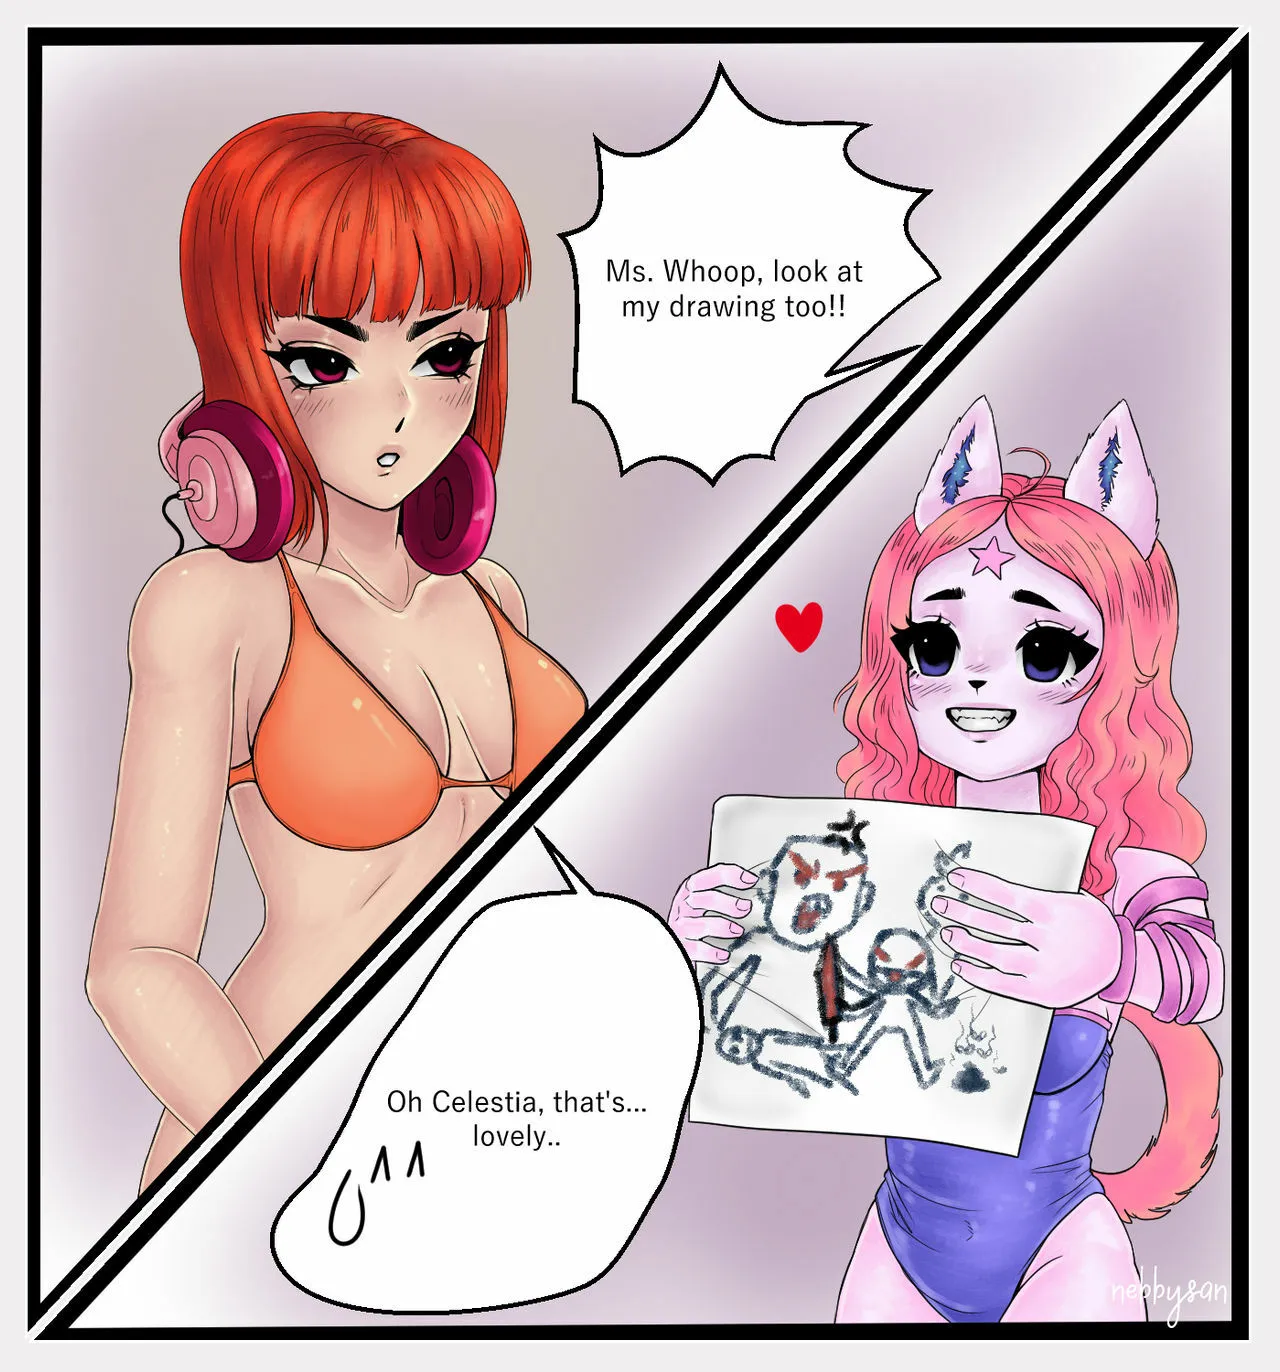 Ms. Whoop, look at
my drawing too!!
Oh Celestia, that's...
lovely..
nebbysan